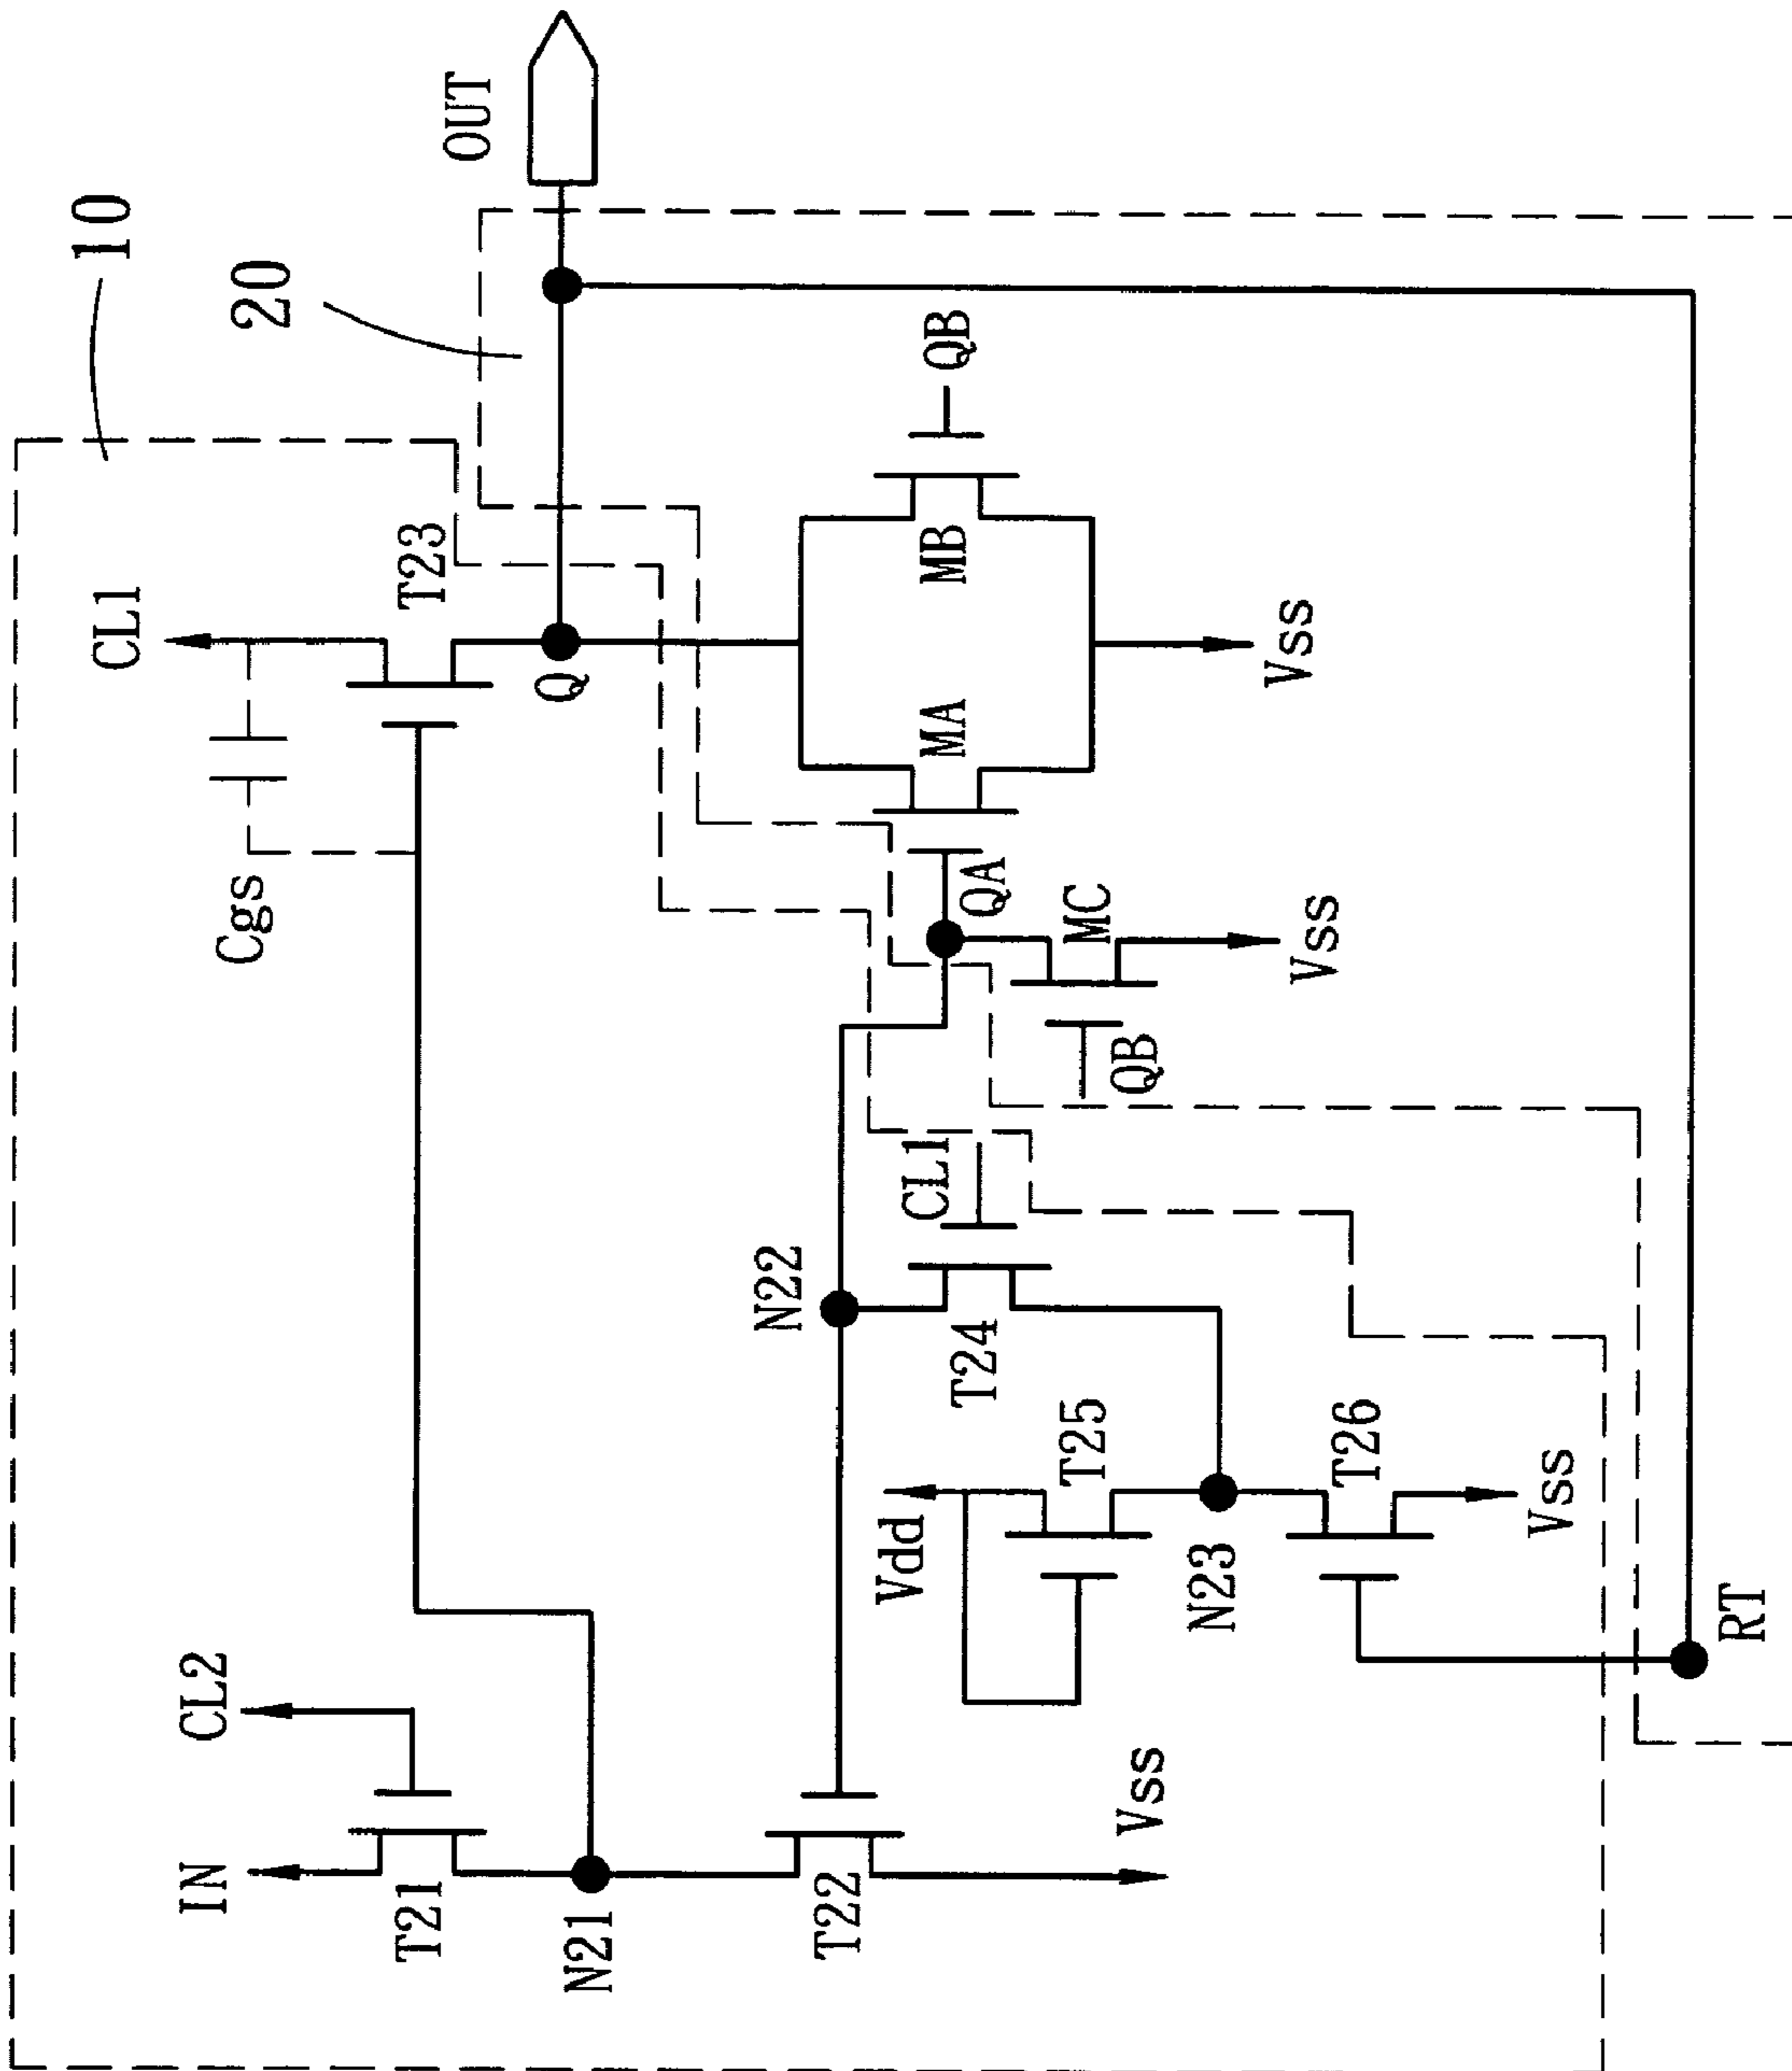 10
20
OUT
CL1
T23
Cgs
Q
QB
MB
MA
QA
MC
QB
Vss
Vss
CL1
N22
T24
T25
T26
Vdd
N23
Vss
RT
CL2
IN
T21
N21
T22
Vss